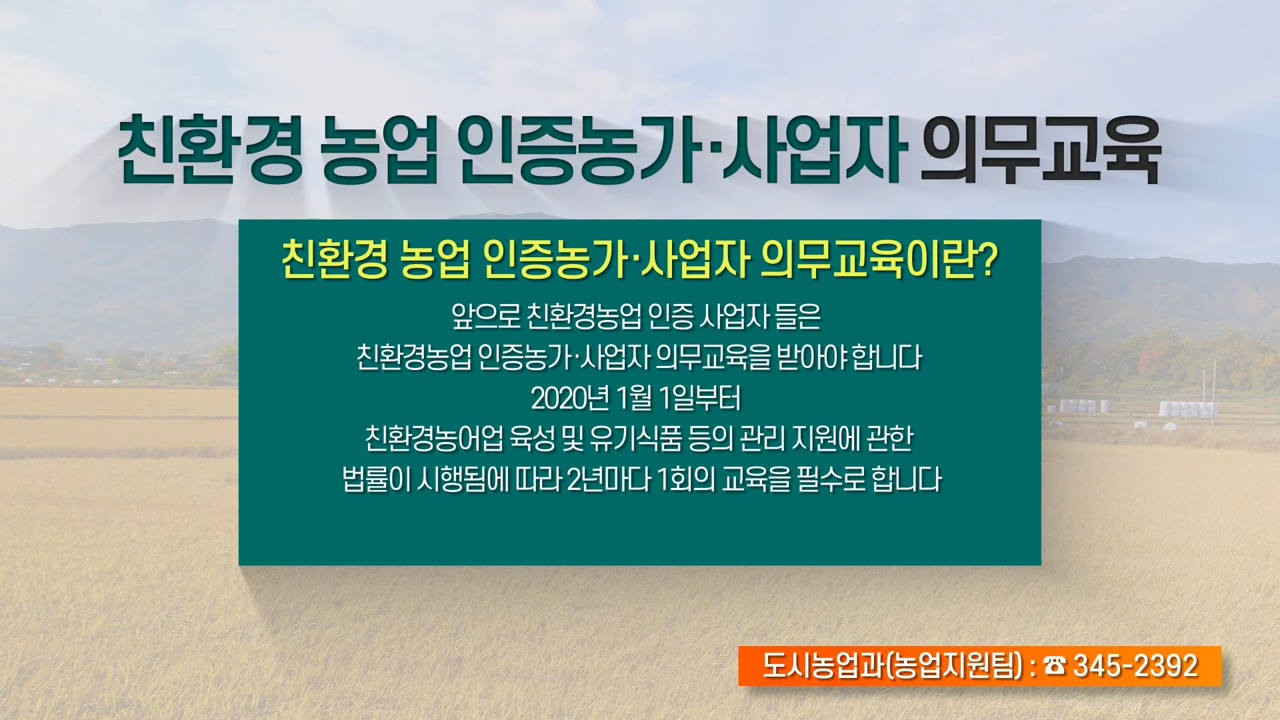 친환경 농업 인증농가·사업자 의무교육
친환경 농업 인증농가·사업자 의무교육이란?
앞으로 친환경농업 인증 사업자 들은
친환경농업 인증농가·사업자 의무교육을 받아야 합니다
2020년 1월 1일부터
친환경농어업 육성 및 유기식품 등의 관리 지원에 관한
법률이 시행됨에 따라 2년마다 1회의 교육을 필수로 합니다
도시농업과(농업지원팀) : ☎ 345-2392